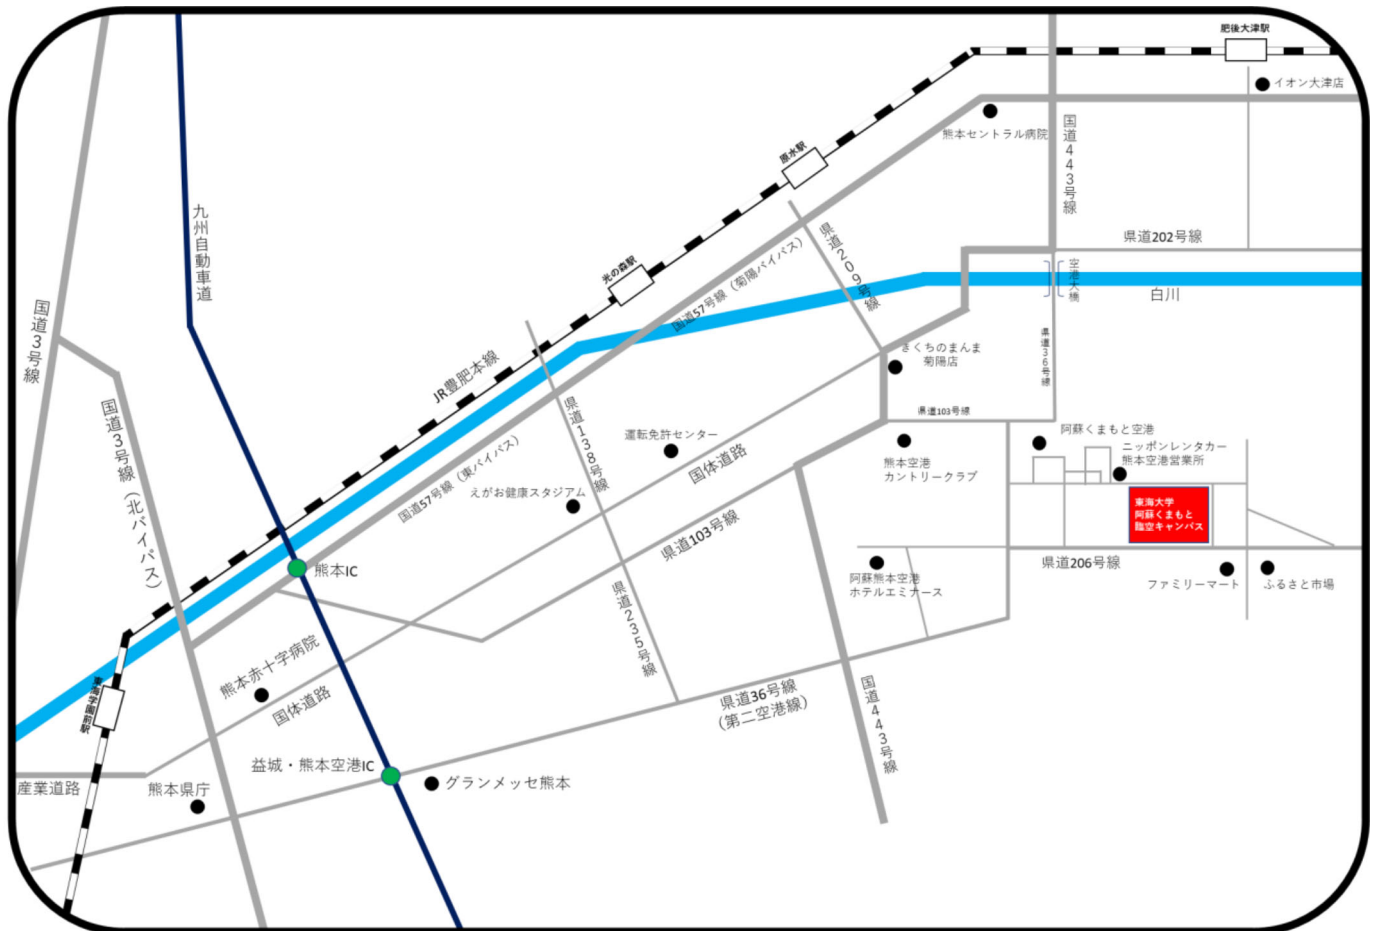 肥後大津駅
イオン大津店
熊本セントラル病院
国道443号線
原水駅
九州自動車道
県道202号線
県道209号線
国道57号線（菊陽バイパス）
光の森駅
空港大橋
白川
国道3号線
JR豊肥本線
きくちのまんま
菊陽店
県道36号線
国道3号線（北バイパス）
県道138号線
県道103号線
運転免許センター
国体道路
阿蘇くまもと空港
ニッポンレンタカー
熊本空港営業所
熊本空港
カントリークラブ
国道57号線（東バイパス）
えがお健康スタジアム
東海大学
阿蘇くまもと
臨空キャンパス
県道103号線
熊本IC
県道206号線
阿蘇熊本空港
ホテルエミナース
ファミリーマート
ふるさと市場
県道235号線
熊本赤十字病院
東海学園前駅
国体道路
県道36号線
（第二空港線）
国道443号線
益城・熊本空港IC
グランメッセ熊本
産業道路
熊本県庁